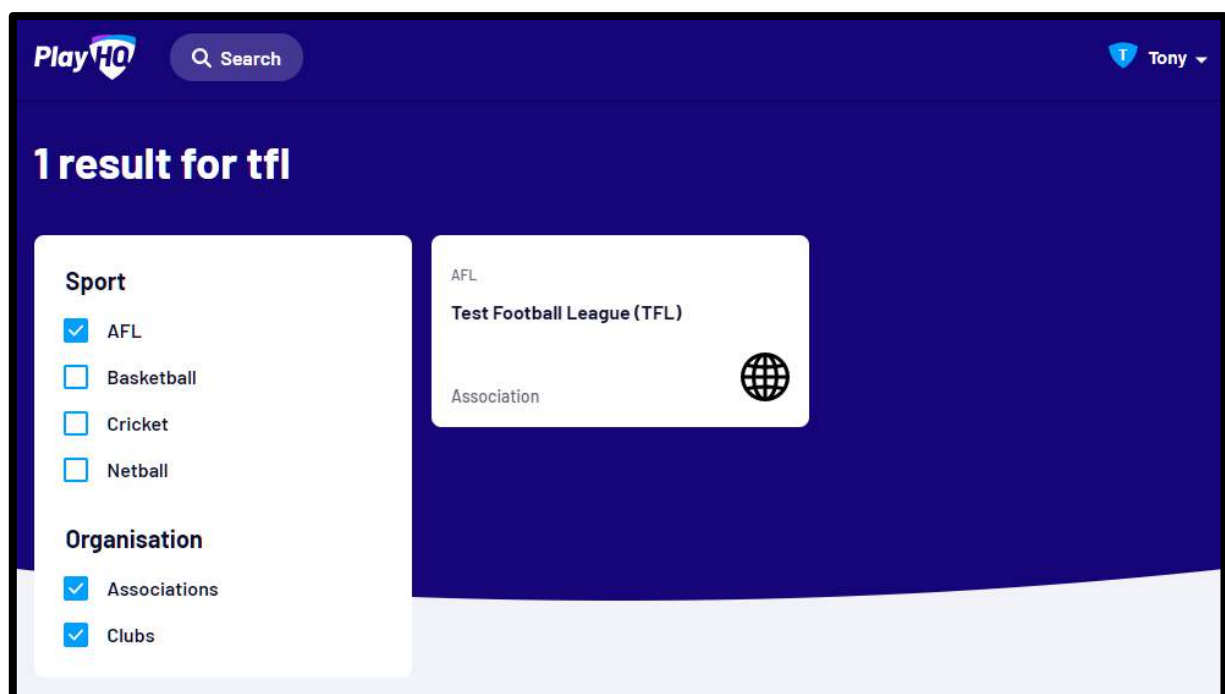 PlayHQ
Search
T
Tony
1 result for tfl
Sport
AFL
Basketball
Cricket
Netball
Organisation
Associations
Clubs
AFL
Test Football League (TFL)
Association